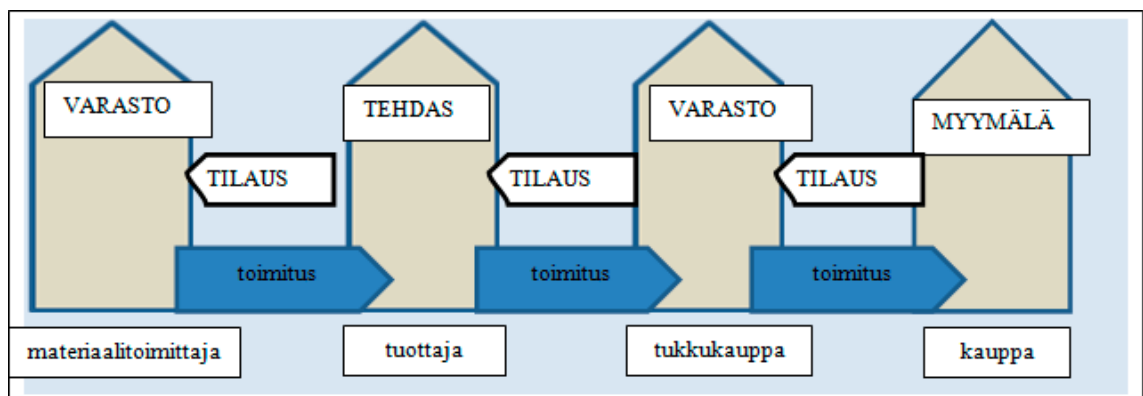 VARASTO
TEHDAS
VARASTO
MYYMÄLÄ
TILAUS
TILAUS
TILAUS
toimitus
toimitus
toimitus
materiaalitoimittaja
tuottaja
tukkukauppa
kauppa